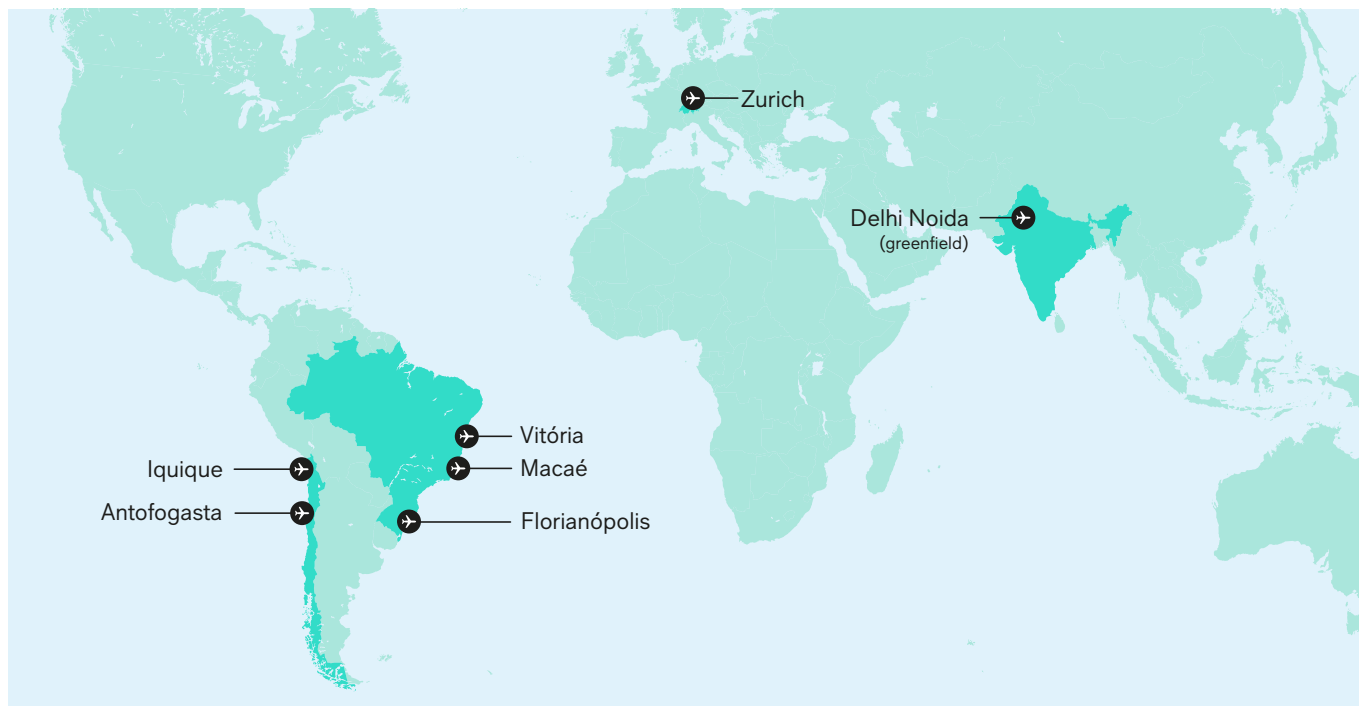 Zurich
Delhi Noida
(greenfield)
Vitória
Iquique
Macaé
Antofogasta
Florianópolis